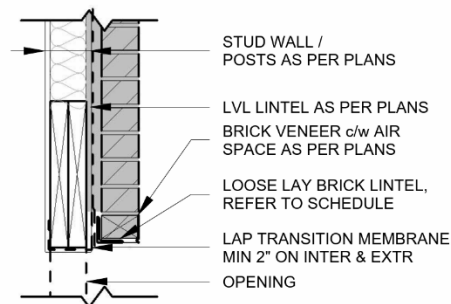 STUD WALL /
POSTS AS PER PLANS
LVL LINTEL AS PER PLANS
BRICK VENEER c/w AIR
SPACE AS PER PLANS
LOOSE LAY BRICK LINTEL,
REFER TO SCHEDULE
LAP TRANSITION MEMBRANE
MIN 2" ON INTER & EXTR
OPENING